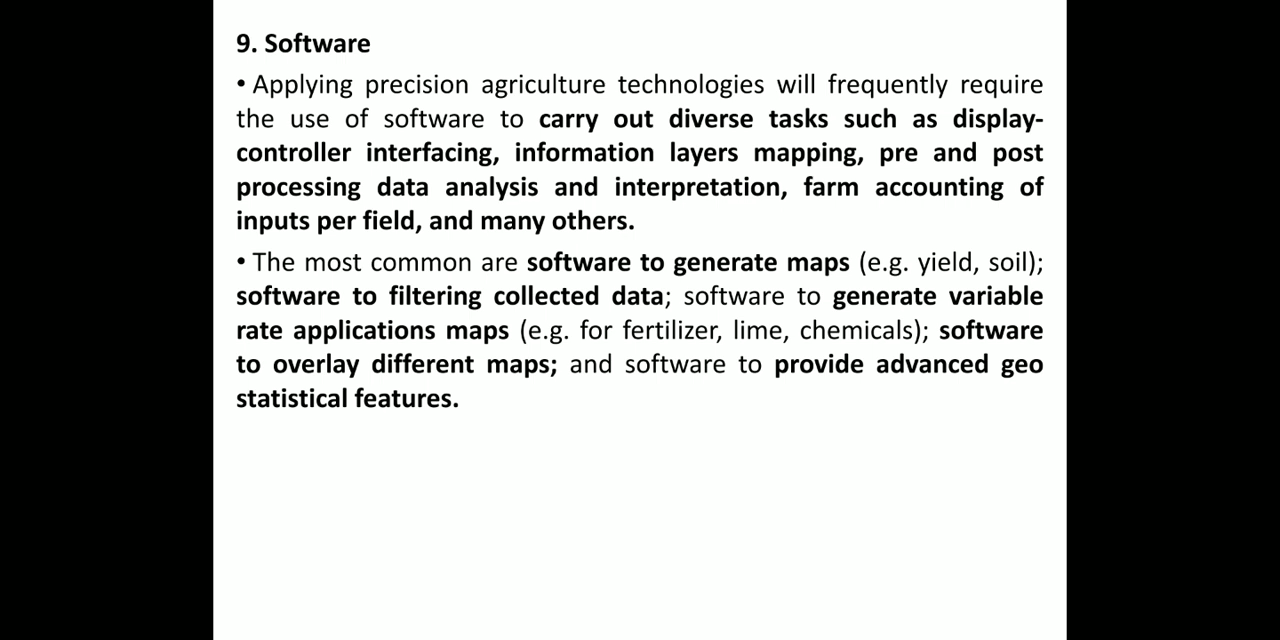 9. Software
• Applying precision agriculture technologies will frequently require
the use of software to carry out diverse tasks such as display-
controller interfacing, information layers mapping, pre and post
processing data analysis and interpretation, farm accounting of
inputs per field, and many others.
• The most common are software to generate maps (e.g. yield, soil);
software to filtering collected data; software to generate variable
rate applications maps (e.g. for fertilizer, lime, chemicals); software
to overlay different maps; and software to provide advanced geo
statistical features.